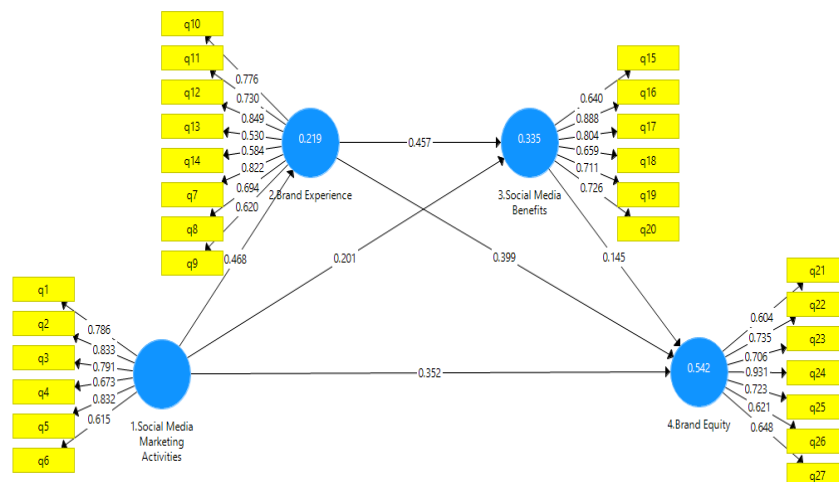 q10
q11
q12
q13
q14
q7
q8
q9
0.776
0.730
0.849
0.530
0.584
0.822
0.694
0.620
0.219
2.Brand Experience
0.457
q15
q16
q17
q18
q19
q20
0.640
0.888
0.804
0.659
0.711
0.726
0.335
3.Social Media
Benefits
0.468
0.201
0.399
0.145
q1
q2
q3
q4
q5
q6
0.786
0.833
0.791
0.673
0.832
0.615
1.Social Media
Marketing
Activities
0.352
0.542
4.Brand Equity
q21
q22
q23
q24
q25
q26
q27
0.604
0.735
0.706
0.931
0.723
0.621
0.648